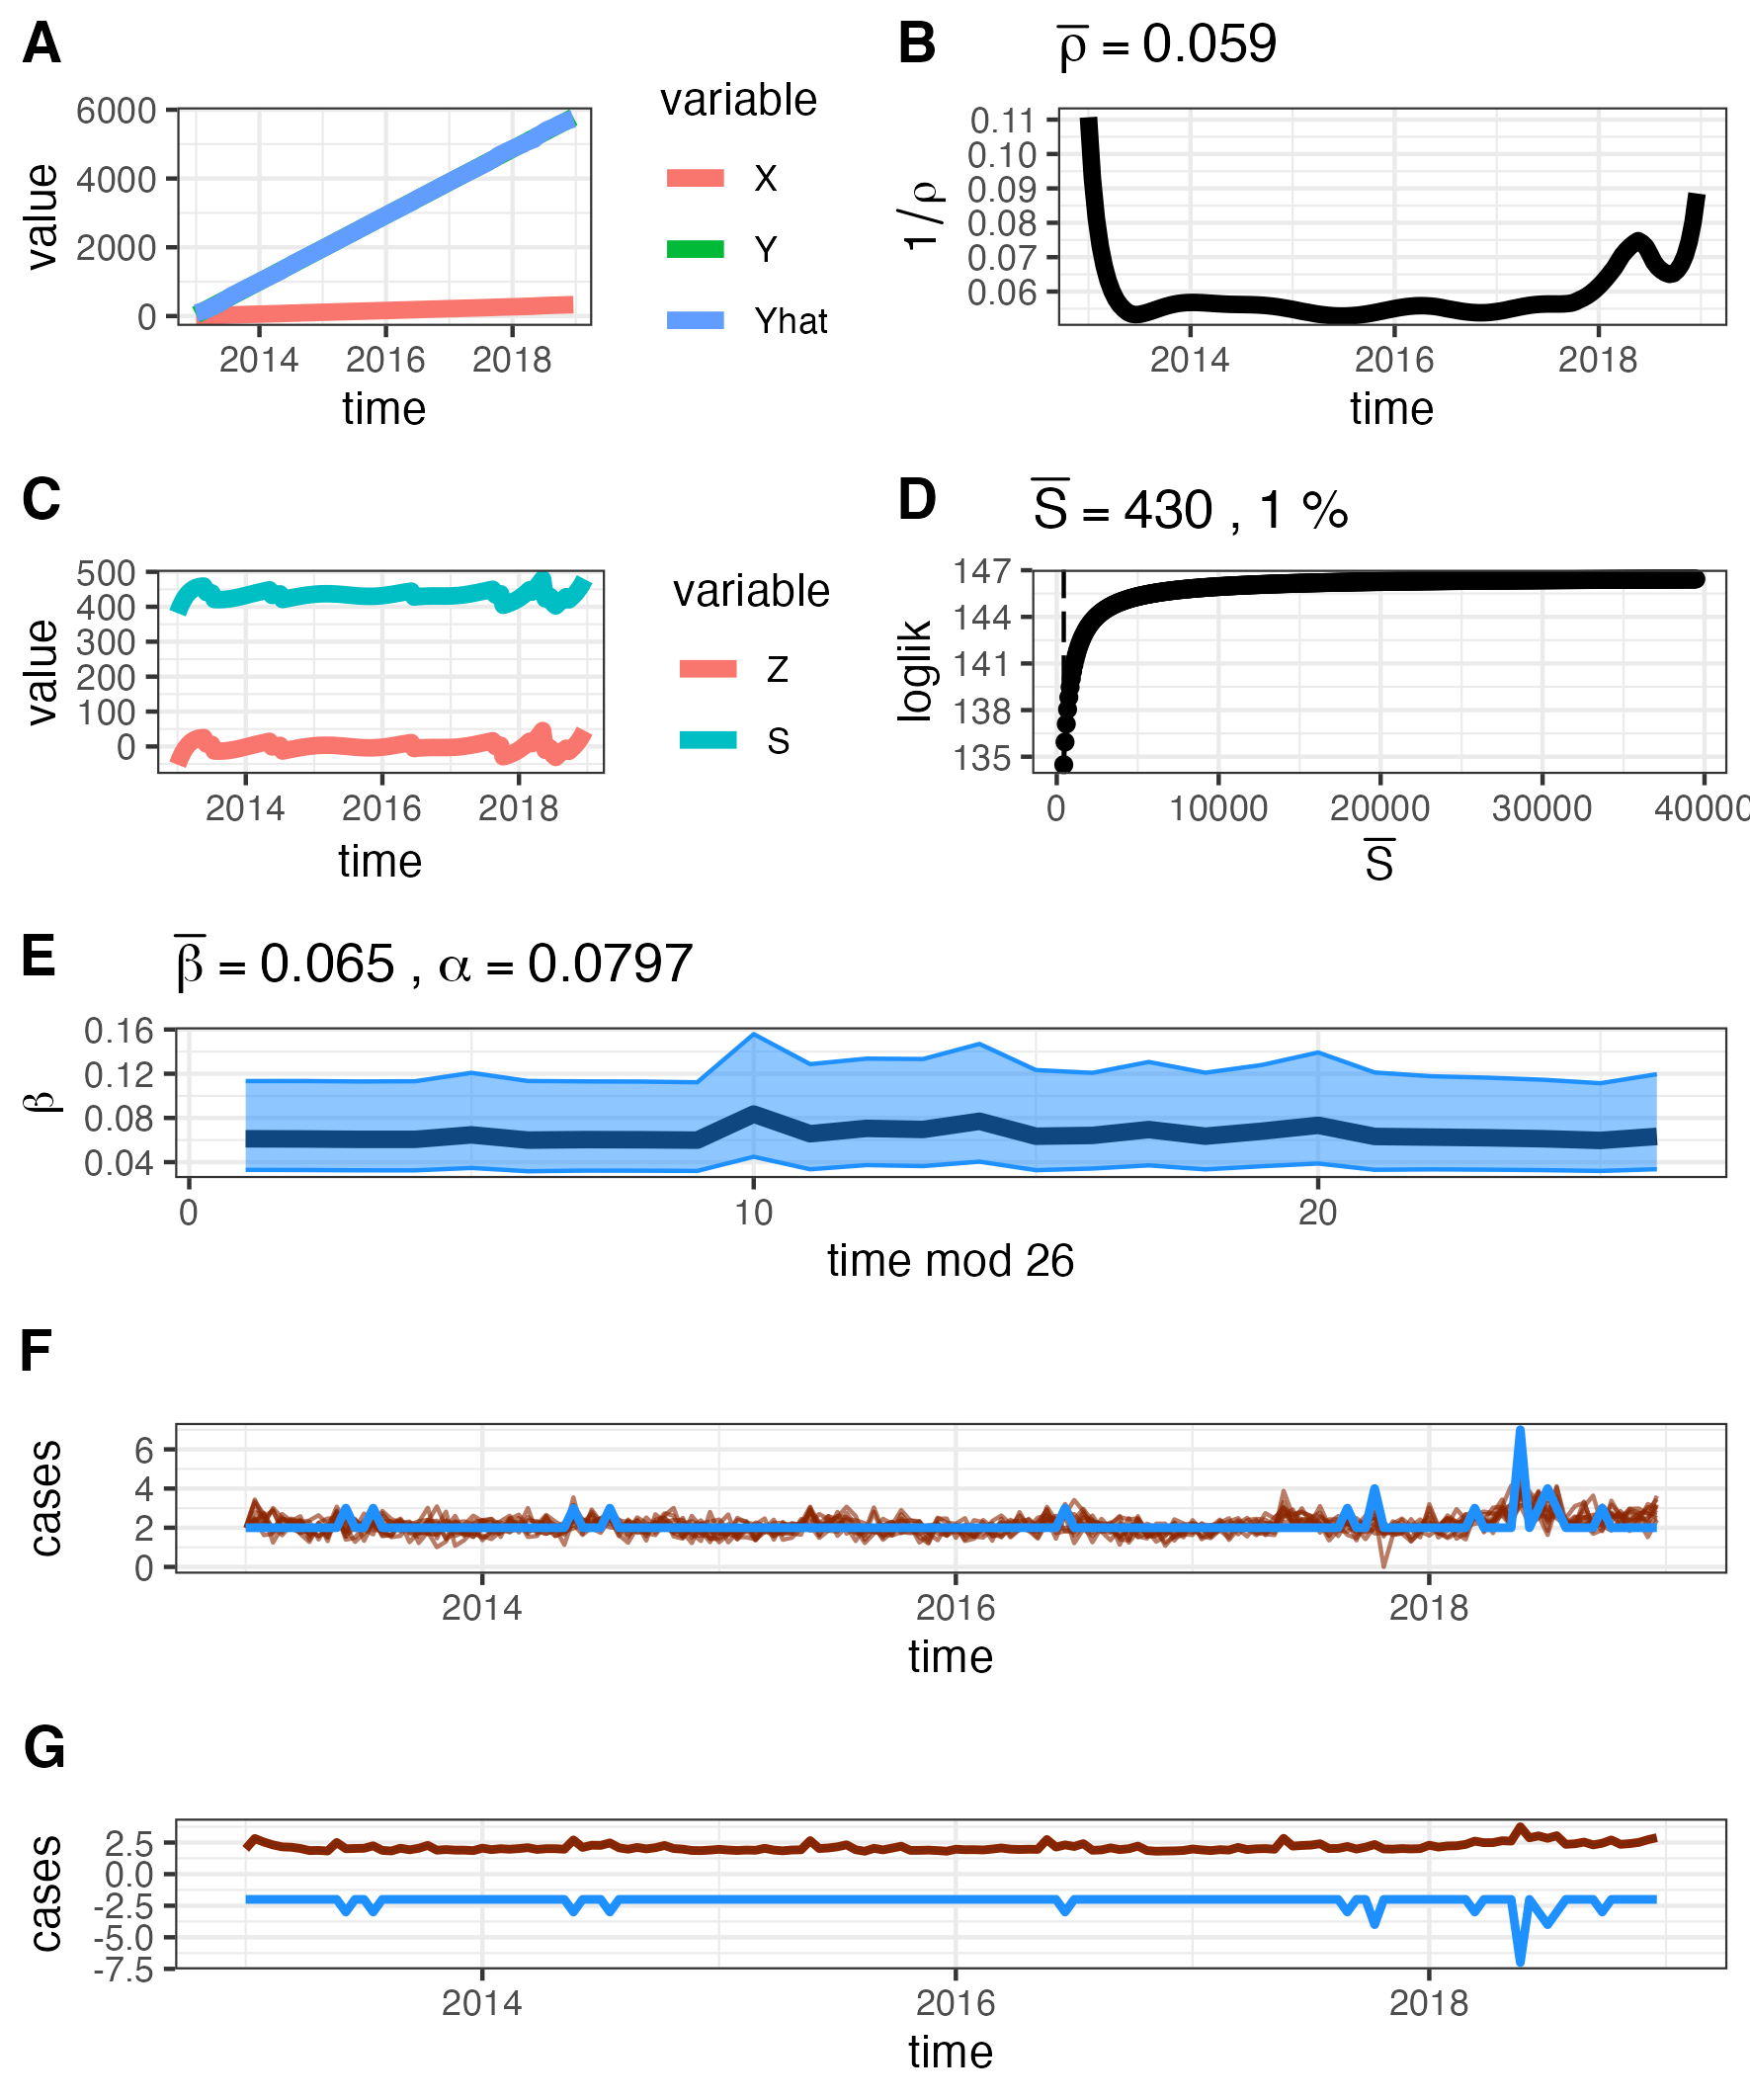 A
variable
X
Y
Yhat
value
6000
4000
2000
0
2014 2016 2018
time
B
ρ̅ = 0.059
1/ρ
0.11
0.10
0.09
0.08
0.07
0.06
2014 2016 2018
time
C
value
500
400
300
200
100
0
2014 2016 2018
time
variable
Z
S
D
S̅ = 430 , 1 %
loglik
147
144
141
138
135
0 10000 20000 30000 40000
S̅
E
β̅ = 0.065 , α = 0.0797
β
0.16
0.12
0.08
0.04
0 10 20
time mod 26
F
cases
6
4
2
0
2014 2016 2018
time
G
cases
2.5
0.0
-2.5
-5.0
-7.5
2014 2016 2018
time